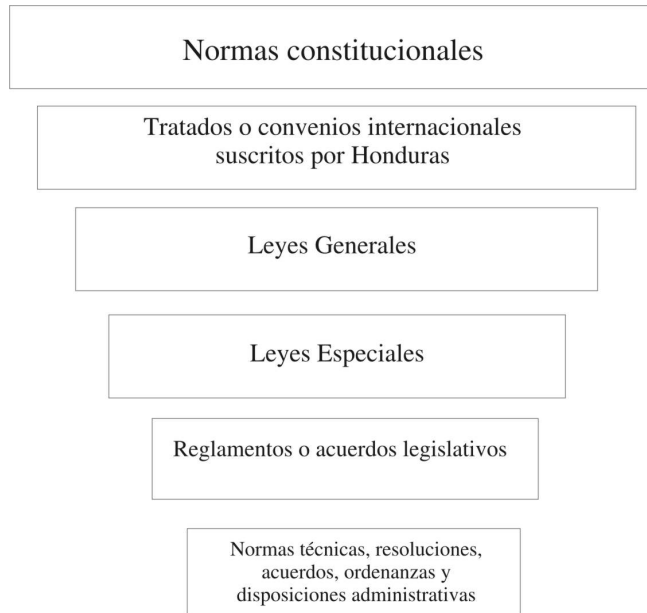 Normas constitucionales
Tratados o convenios internacionales
suscritos por Honduras
Leyes Generales
Leyes Especiales
Reglamentos o acuerdos legislativos
Normas técnicas, resoluciones,
acuerdos, ordenanzas y
disposiciones administrativas